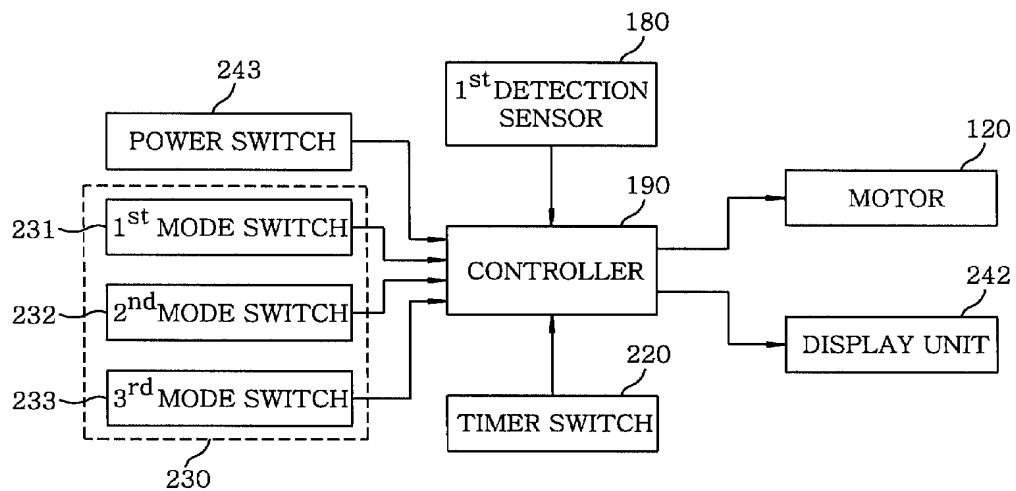 180
243
1st DETECTION
SENSOR
POWER SWITCH
120
190
MOTOR
231
1st MODE SWITCH
CONTROLLER
242
232
2nd MODE SWITCH
DISPLAY UNIT
220
233
3rd MODE SWITCH
TIMER SWITCH
230